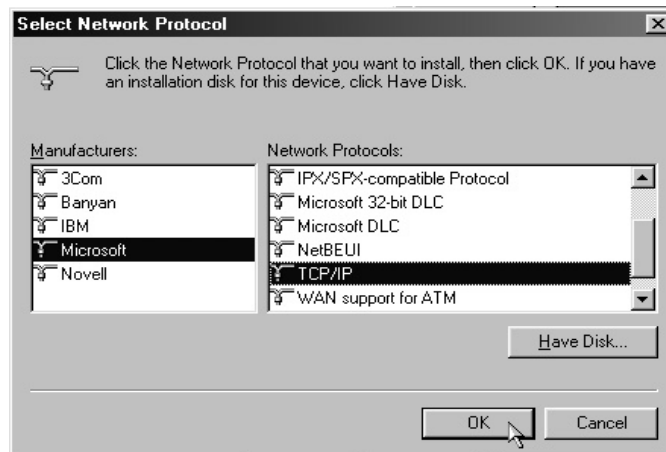 Select Network Protocol
Click the Network Protocol that you want to install, then click OK. If you have
an installation disk for this device, click Have Disk.
Manufacturers:
3Com
Banyan
IBM
Microsoft
Novell
Network Protocols:
IPX/SPX-compatible Protocol
Microsoft 32-bit DLC
Microsoft DLC
NetBEUI
TCP/IP
WAN support for ATM
Have Disk...
OK
Cancel